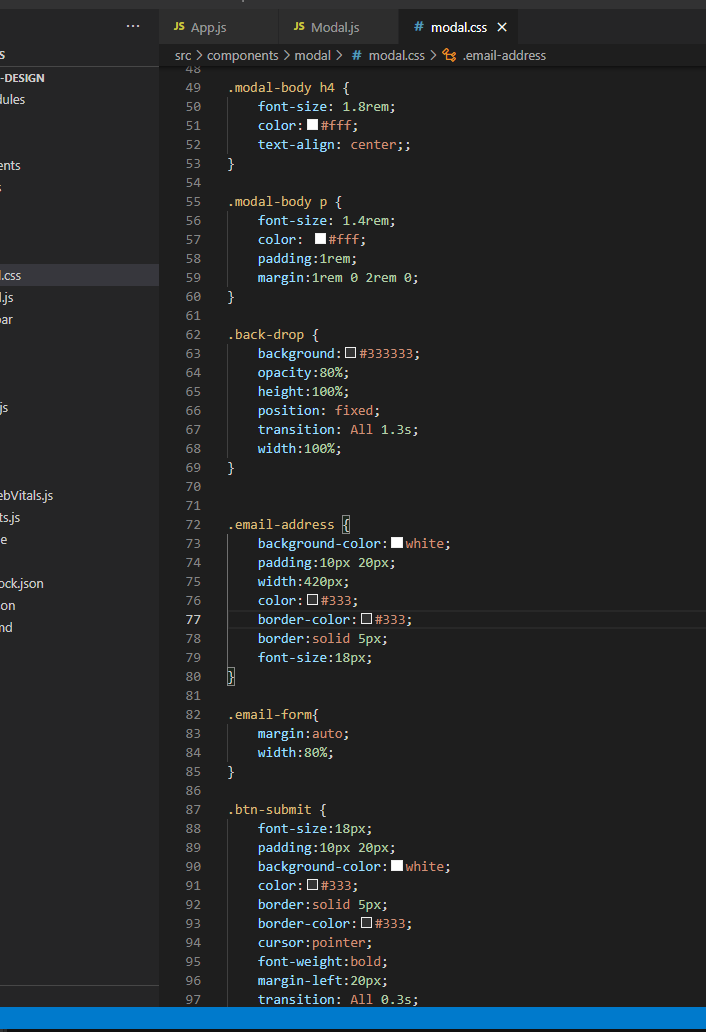 ···
JS App.js
JS Modal.js
# modal.css ×
S
src > components > modal > # modal.css > .email-address
-DESIGN
dules
ents
s
l.css
l.js
bar
js
ebVitals.js
ts.js
e
ock.json
on
md
48
49 .modal-body h4 {
50 font-size: 1.8rem;
51 color: #fff;
52 text-align: center;;
53 }
54
55 .modal-body p {
56 font-size: 1.4rem;
57 color: #fff;
58 padding:1rem;
59 margin:1rem 0 2rem 0;
60 }
61
62 .back-drop {
63 background: #333333;
64 opacity:80%;
65 height:100%;
66 position: fixed;
67 transition: All 1.3s;
68 width:100%;
69 }
70
71
72 .email-address {
73 background-color: white;
74 padding:10px 20px;
75 width:420px;
76 color: #333;
77 border-color: #333;
78 border:solid 5px;
79 font-size:18px;
80 }
81
82 .email-form{
83 margin:auto;
84 width:80%;
85 }
86
87 .btn-submit {
88 font-size:18px;
89 padding:10px 20px;
90 background-color: white;
91 color: #333;
92 border:solid 5px;
93 border-color: #333;
94 cursor:pointer;
95 font-weight:bold;
96 margin-left:20px;
97 transition: All 0.3s;